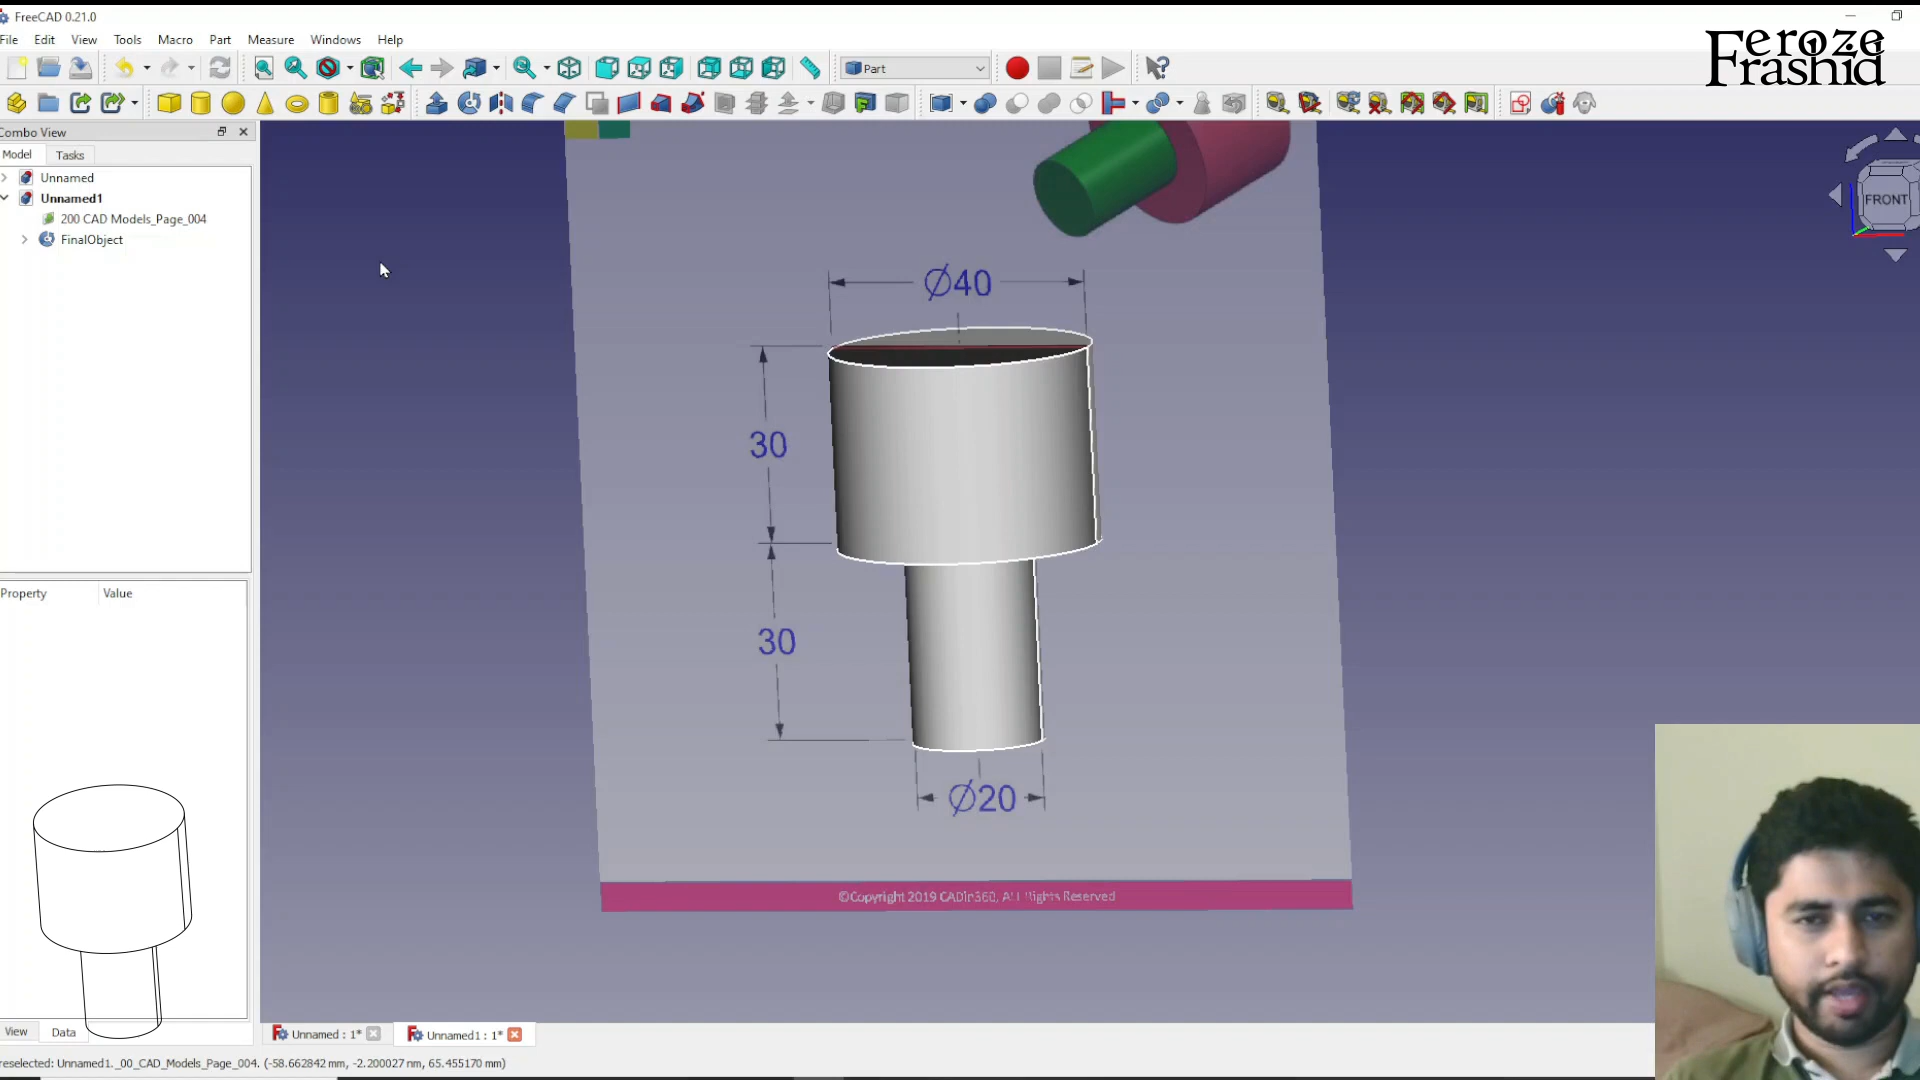 FreeCAD 0.21.0
File Edit View Tools Macro Part Measure Windows Help
Part
Feroze
Frashid
Combo View
Model Tasks
Unnamed
Unnamed1
200 CAD Models_Page_004
FinalObject
FRONT
Ø40
30
30
Ø20
Property Value
©Copyright 2019 CADin360, ALL Rights Reserved
View Data
Unnamed : 1*
Unnamed1 : 1*
reselected: Unnamed1._00_CAD_Models_Page_004. (-58.662842 mm, -2.200027 nm, 65.455170 mm)